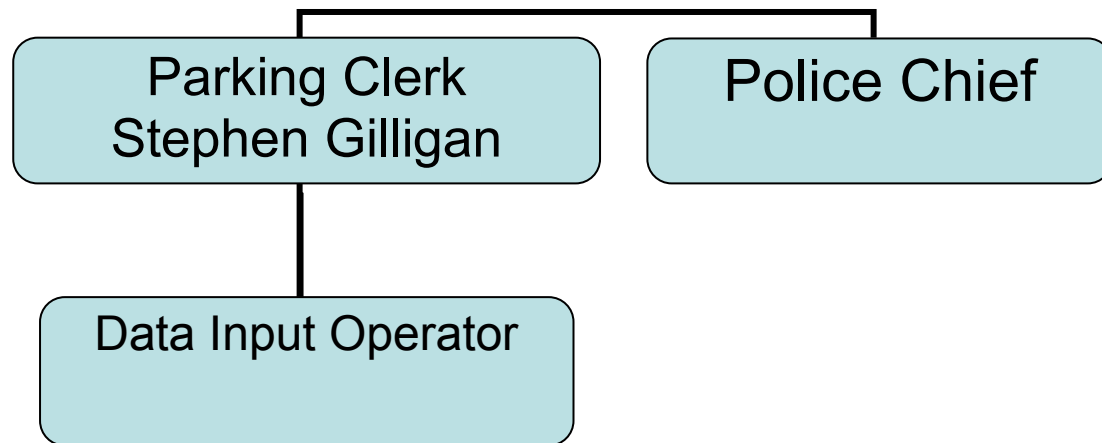 Parking Clerk
Stephen Gilligan
Police Chief
Data Input Operator